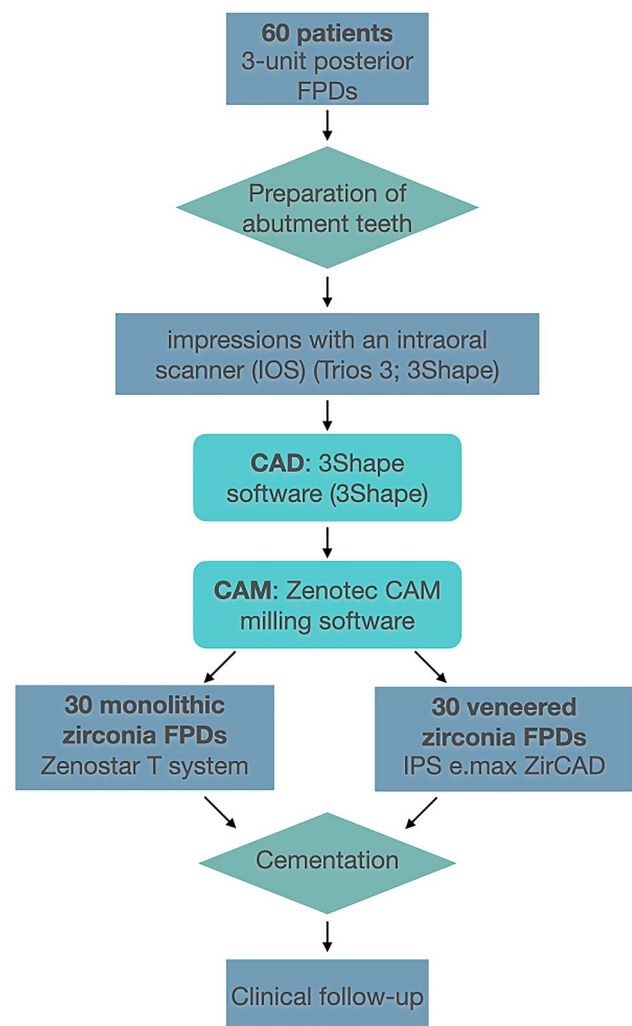 60 patients
3-unit posterior
FPDs
Preparation of
abutment teeth
impressions with an intraoral
scanner (IOS) (Trios 3; 3Shape)
CAD: 3Shape
software (3Shape)
CAM: Zenotec CAM
milling software
30 monolithic
zirconia FPDs
Zenostar T system
30 veneered
zirconia FPDs
IPS e.max ZirCAD
Cementation
Clinical follow-up